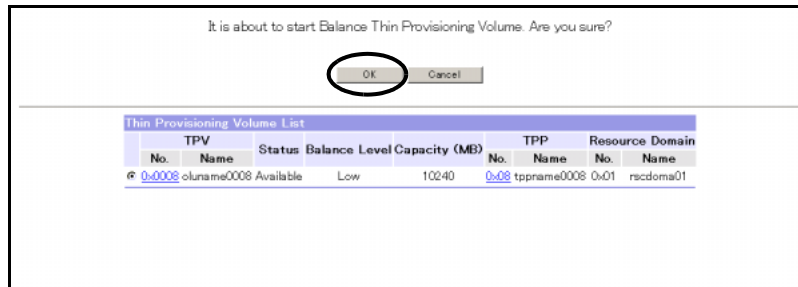 It is about to start Balance Thin Provisioning Volume. Are you sure?
OK Cancel
Thin Provisioning Volume List
TPV Status Balance Level Capacity (MB) TPP Resource Domain
No. Name No. Name No. Name
0x0008 oluname0008 Available Low 10240 0x08 tppname0008 0x01 rscdoma01